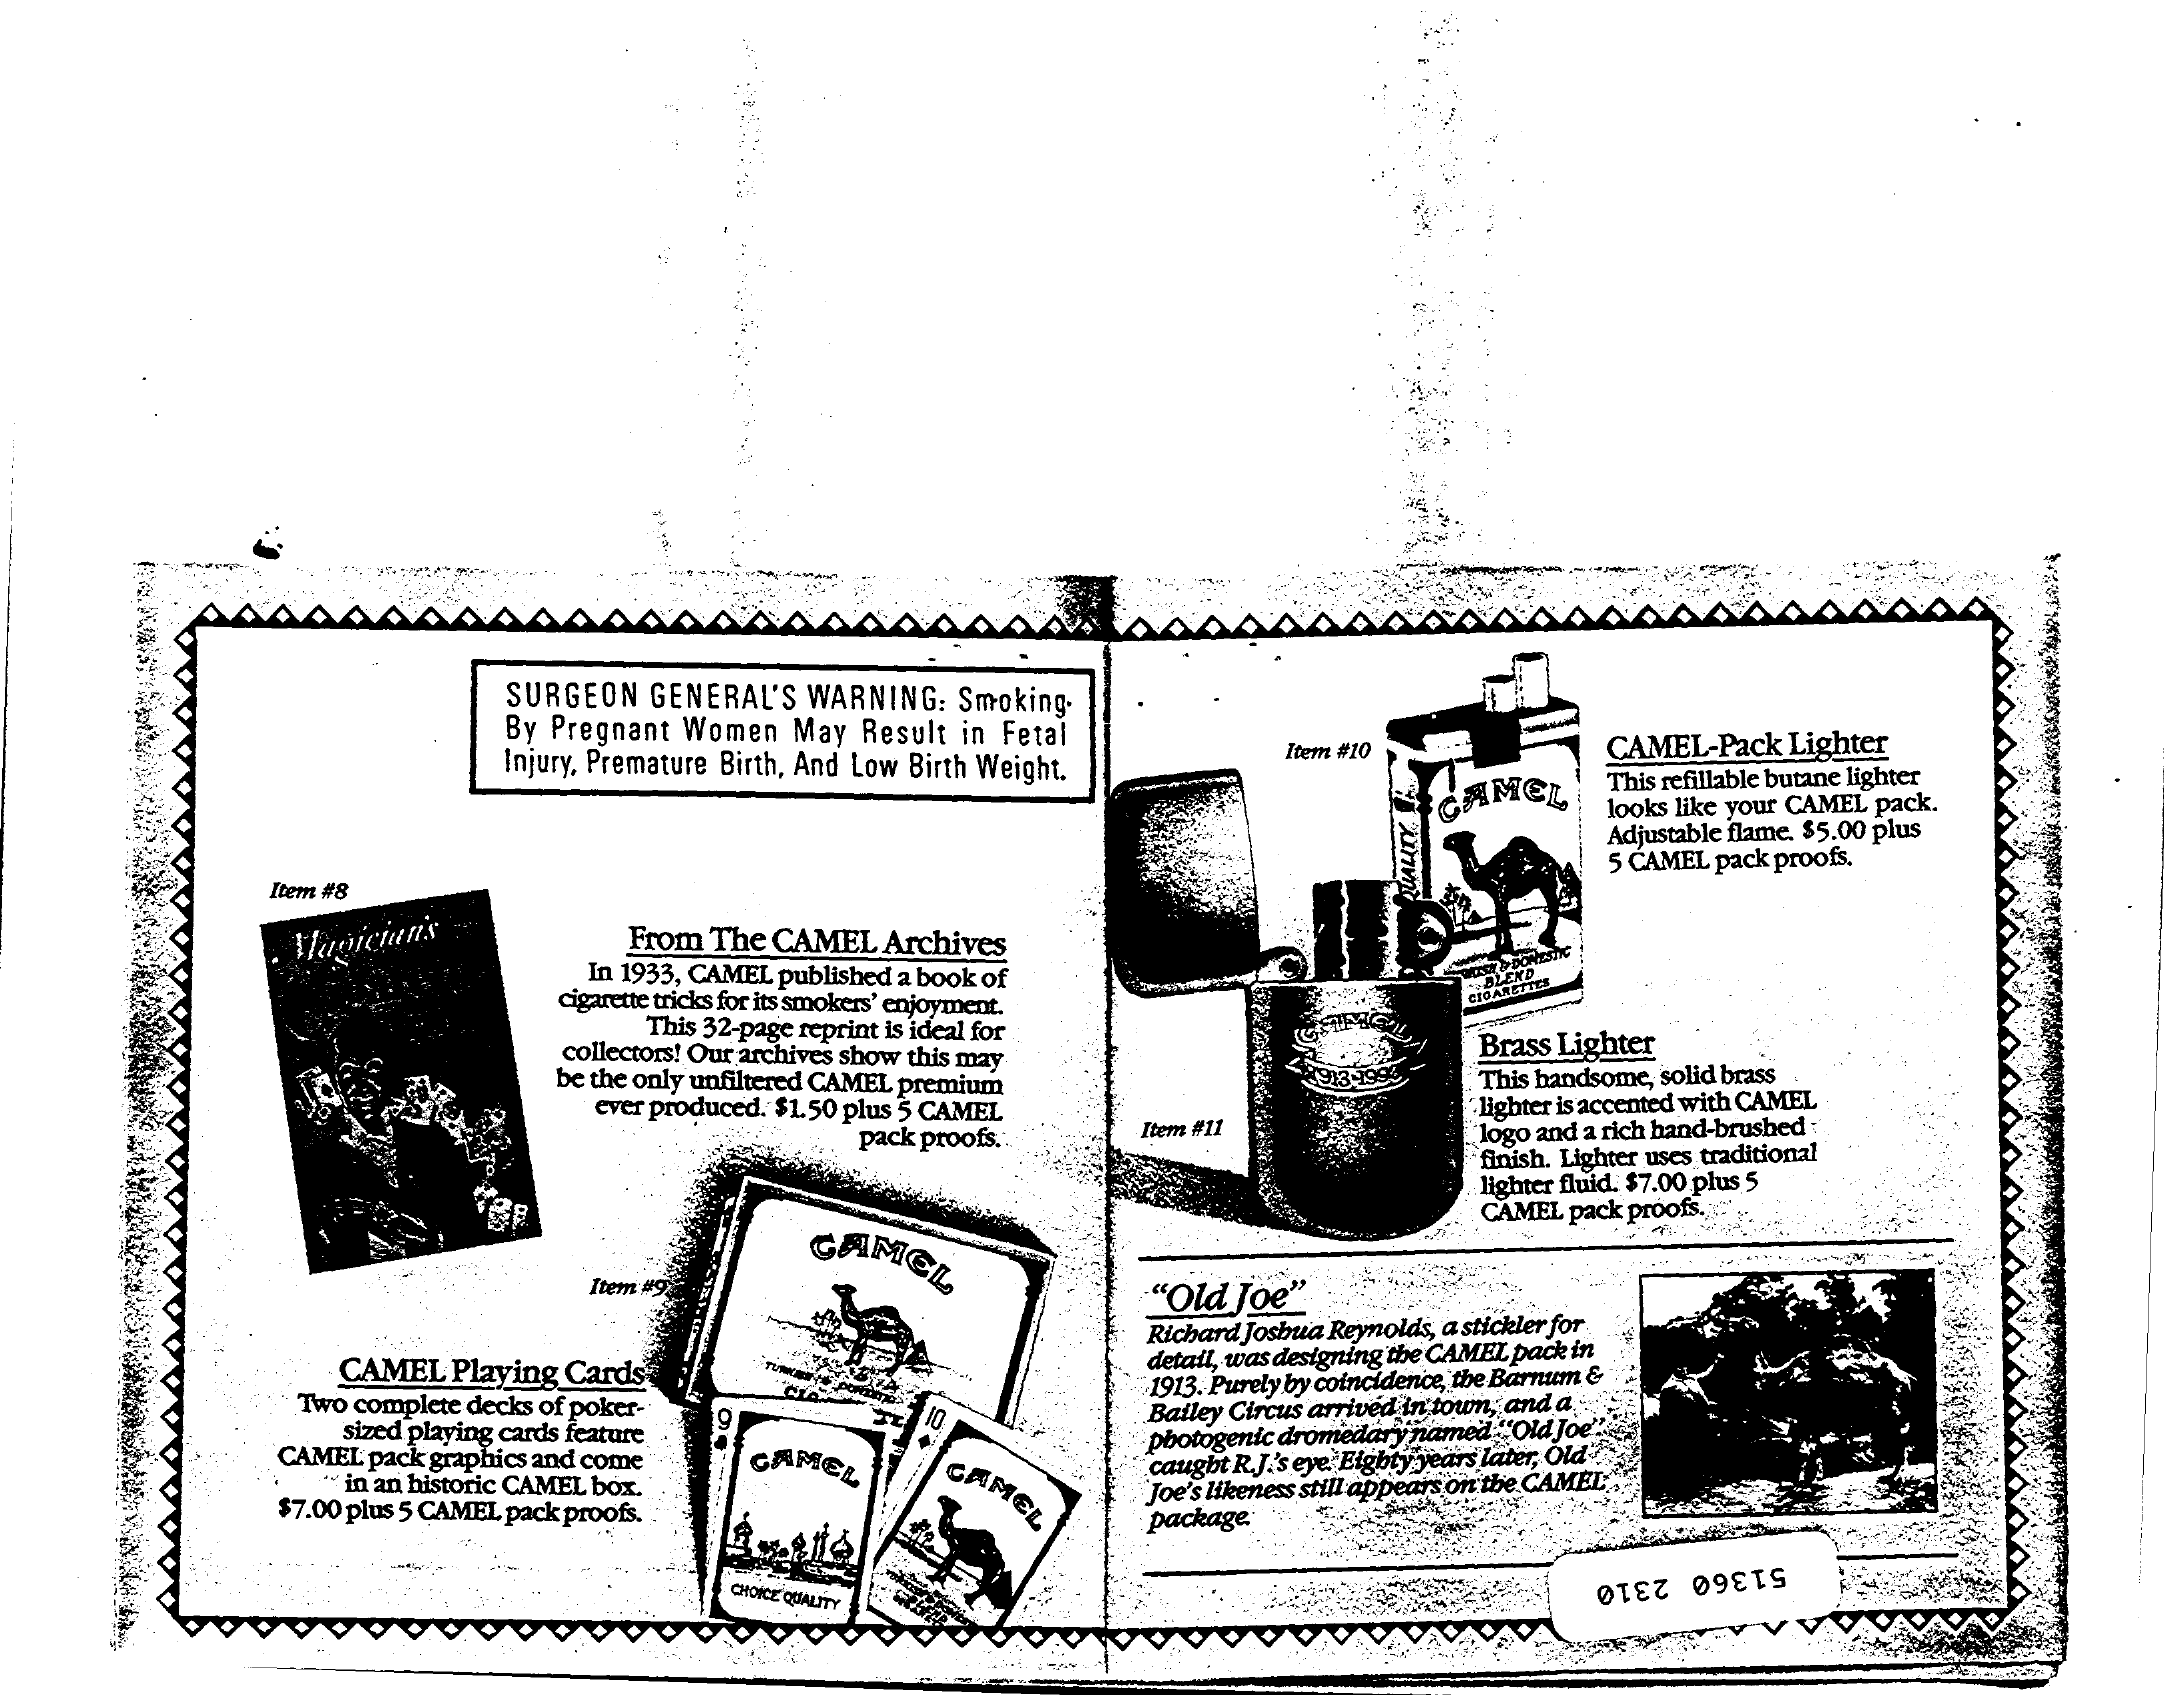 SURGEON GENERAL'S WARNING: Smoking
By Pregnant Women May Result in Fetal
Injury, Premature Birth, And Low Birth Weight.
Item #8
Magician's
From The CAMEL Archives
In 1933, CAMEL published a book of
cigarette tricks for its smokers' enjoyment.
This 32-page reprint is ideal for
collectors! Our archives show this may
be the only unfiltered CAMEL premium
ever produced. $1.50 plus 5 CAMEL
pack proofs.
Item #9
CAMEL
CAMEL Playing Cards
Two complete decks of poker-
sized playing cards feature
CAMEL pack graphics and come
in an historic CAMEL box.
$7.00 plus 5 CAMEL pack proofs.
9
CAMEL
CHOICE QUALITY
10
CAMEL
Item #10
CAMEL
QUALITY
& DOMESTIC
BLEND
CIGARETTES
CAMEL-Pack Lighter
This refillable butane lighter
looks like your CAMEL pack.
Adjustable flame. $5.00 plus
5 CAMEL pack proofs.
Item #11
CAMEL
Brass Lighter
This handsome, solid brass
lighter is accented with CAMEL
logo and a rich hand-brushed
finish. Lighter uses traditional
lighter fluid. $7.00 plus 5
CAMEL pack proofs.
"Old Joe"
Richard Joshua Reynolds, a stickler for
detail, was designing the CAMEL pack in
1913. Purely by coincidence, the Barnum &
Bailey Circus arrived in town, and a
photogenic dromedary named "Old Joe"
caught R.J.'s eye. Eighty years later, Old
Joe's likeness still appears on the CAMEL
package.
51360 2310